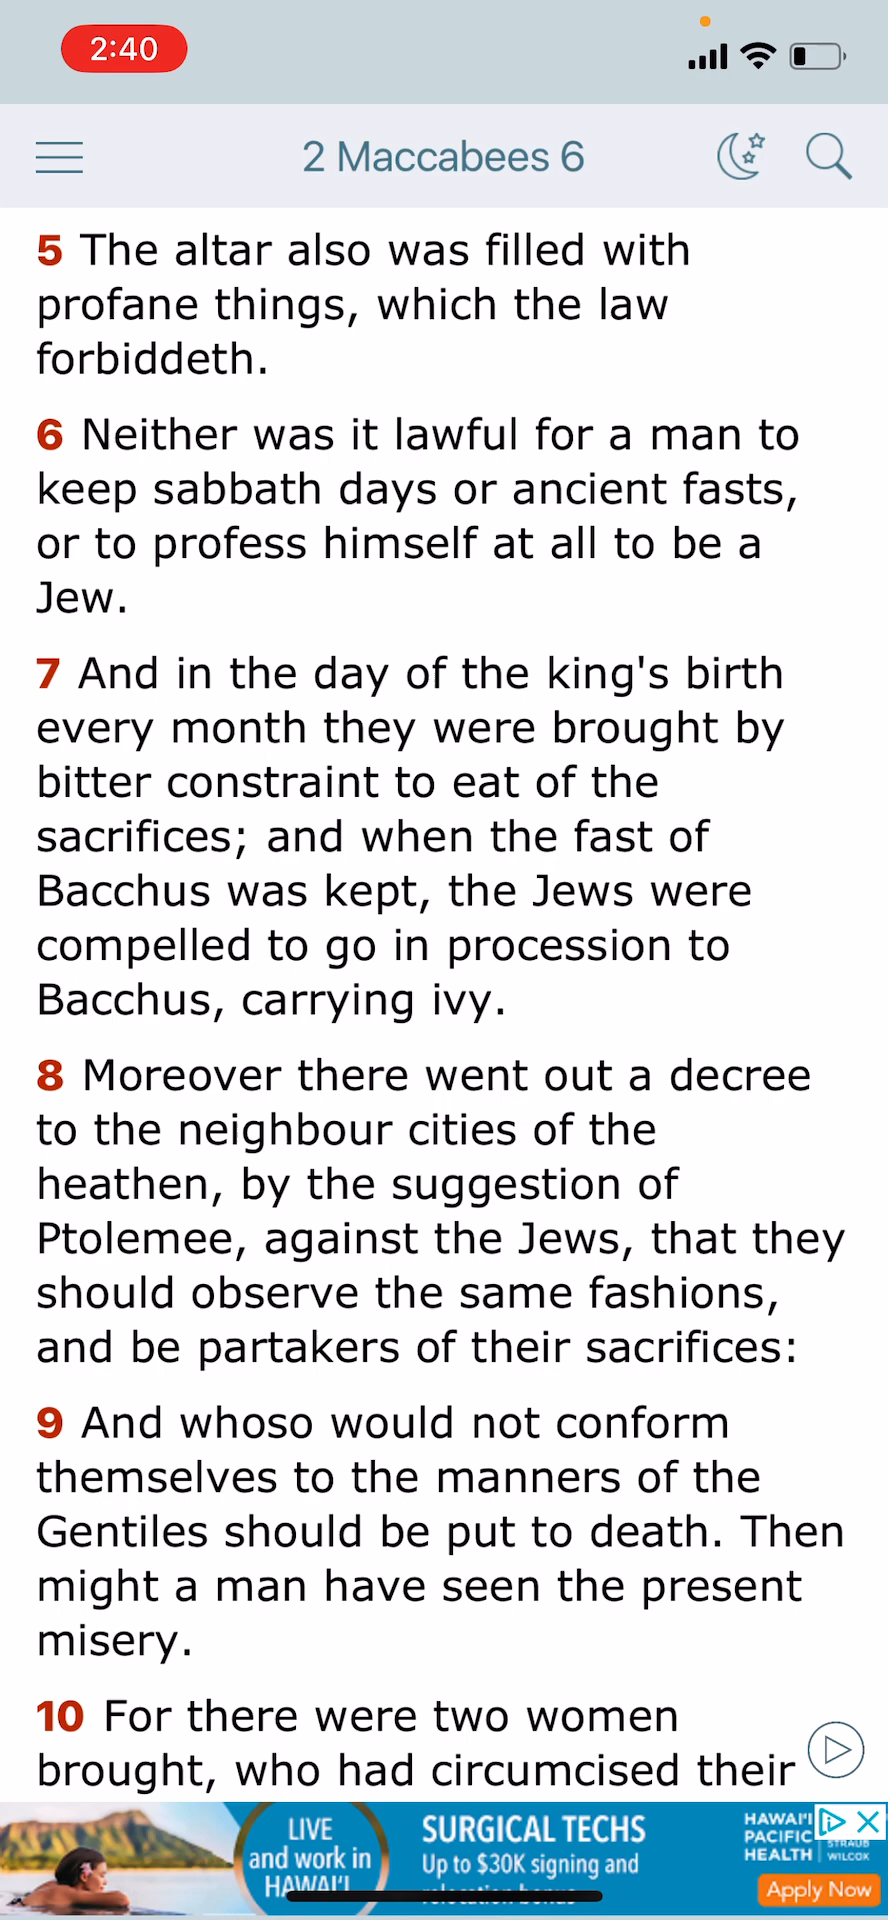 2:40
2 Maccabees 6
5 The altar also was filled with
profane things, which the law
forbiddeth.
6 Neither was it lawful for a man to
keep sabbath days or ancient fasts,
or to profess himself at all to be a
Jew.
7 And in the day of the king's birth
every month they were brought by
bitter constraint to eat of the
sacrifices; and when the fast of
Bacchus was kept, the Jews were
compelled to go in procession to
Bacchus, carrying ivy.
8 Moreover there went out a decree
to the neighbour cities of the
heathen, by the suggestion of
Ptolemee, against the Jews, that they
should observe the same fashions,
and be partakers of their sacrifices:
9 And whoso would not conform
themselves to the manners of the
Gentiles should be put to death. Then
might a man have seen the present
misery.
10 For there were two women
brought, who had circumcised their
LIVE
and work in
HAWAI'I
SURGICAL TECHS
Up to $30K signing and
relocation bonus
HAWAI'I
PACIFIC
HEALTH
STRAUB
WILCOX
Apply Now